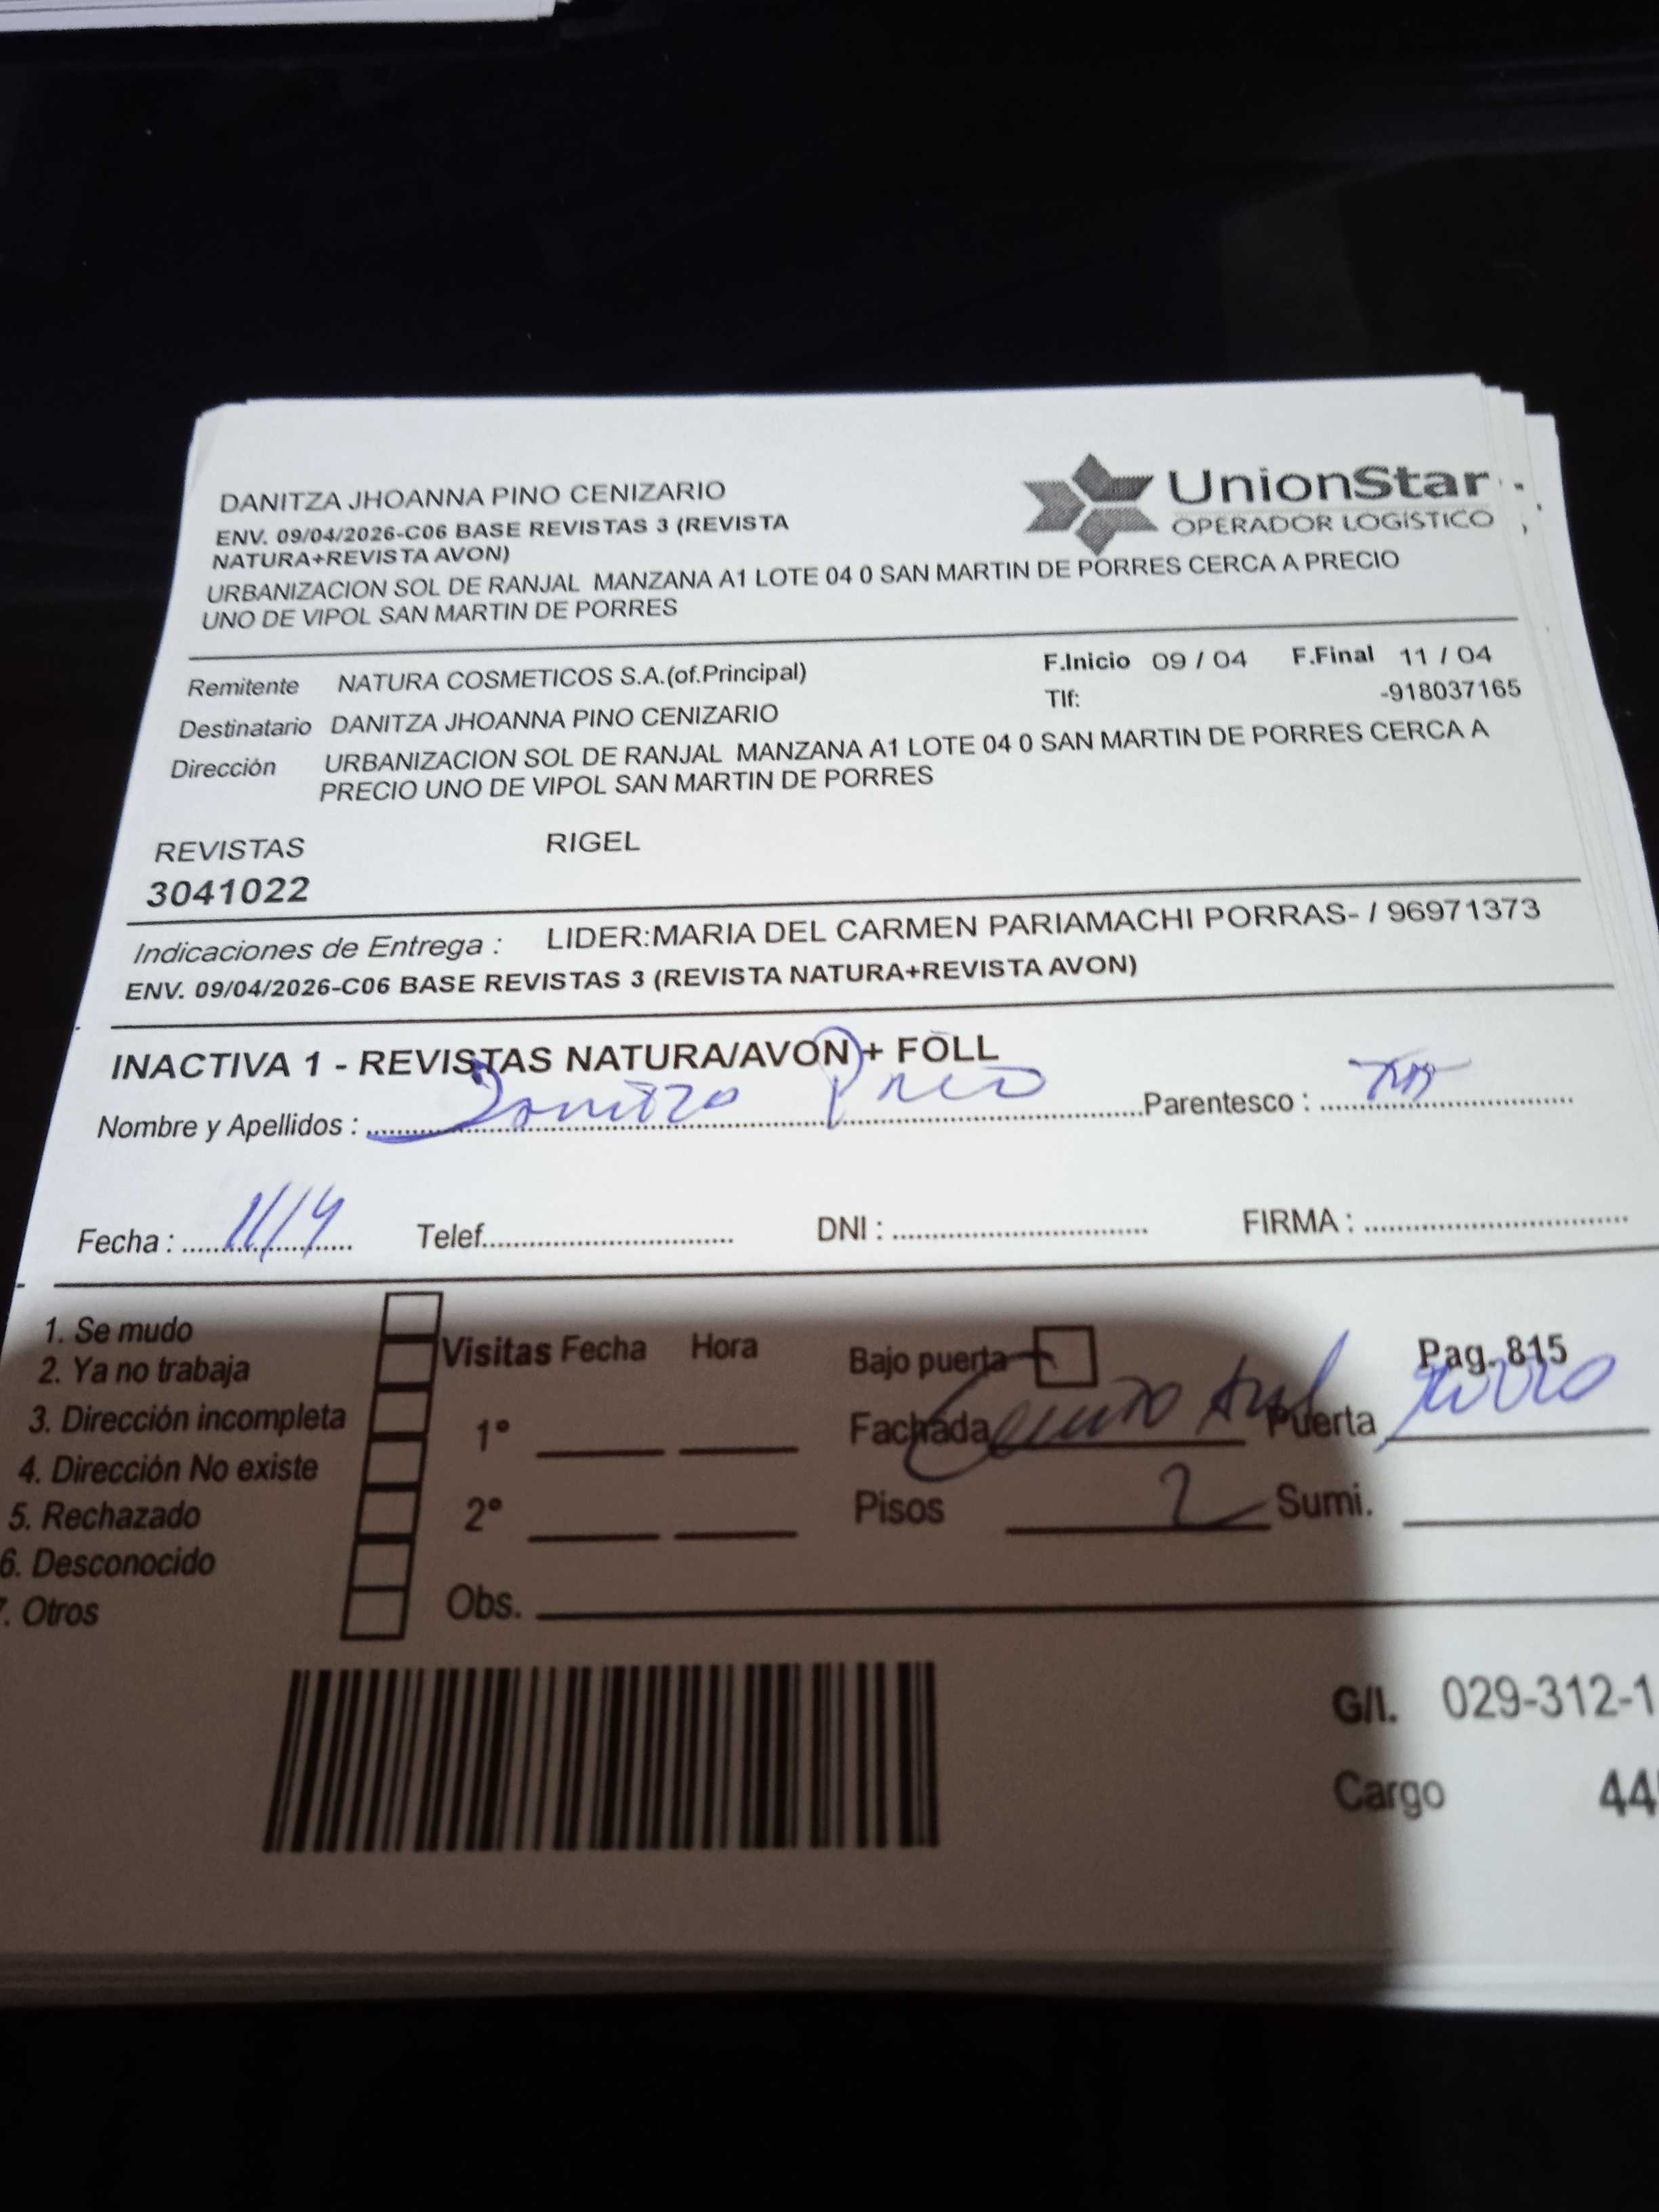 DANITZA JHOANNA PINO CENIZARIO
ENV. 09/04/2026-C06 BASE REVISTAS 3 (REVISTA
NATURA+REVISTA AVON)
URBANIZACION SOL DE RANJAL MANZANA A1 LOTE 04 0 SAN MARTIN DE PORRES CERCA A PRECIO
UNO DE VIPOL SAN MARTIN DE PORRES
UnionStar
OPERADOR LOGÍSTICO
Remitente NATURA COSMETICOS S.A.(of.Principal) F.Inicio 09 / 04 F.Final 11 / 04
Tlf: -918037165
Destinatario DANITZA JHOANNA PINO CENIZARIO
Dirección URBANIZACION SOL DE RANJAL MANZANA A1 LOTE 04 0 SAN MARTIN DE PORRES CERCA A
PRECIO UNO DE VIPOL SAN MARTIN DE PORRES
REVISTAS RIGEL
3041022
Indicaciones de Entrega : LIDER:MARIA DEL CARMEN PARIAMACHI PORRAS- / 96971373
ENV. 09/04/2026-C06 BASE REVISTAS 3 (REVISTA NATURA+REVISTA AVON)
INACTIVA 1 - REVISTAS NATURA/AVON + FOLL
Nombre y Apellidos : Danitza Pino Parentesco :
Fecha : 11/4 Telef. DNI : FIRMA :
1. Se mudo
2. Ya no trabaja
3. Dirección incompleta
4. Dirección No existe
5. Rechazado
6. Desconocido
7. Otros
Visitas Fecha Hora
1°
2°
Obs.
Bajo puerta Pag. 815
Fachada Puerta
Pisos 2 Sumi.
G/I. 029-312-1
Cargo 44